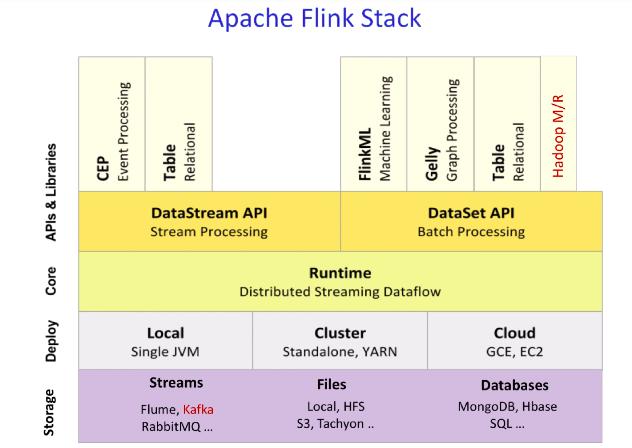 Apache Flink Stack
APIs & Libraries
CEP
Event Processing
Table
Relational
FlinkML
Machine Learning
Gelly
Graph Processing
Table
Relational
Hadoop M/R
DataStream API
Stream Processing
DataSet API
Batch Processing
Core
Runtime
Distributed Streaming Dataflow
Deploy
Local
Single JVM
Cluster
Standalone, YARN
Cloud
GCE, EC2
Storage
Streams
Flume, Kafka
RabbitMQ ...
Files
Local, HFS
S3, Tachyon ..
Databases
MongoDB, Hbase
SQL ...